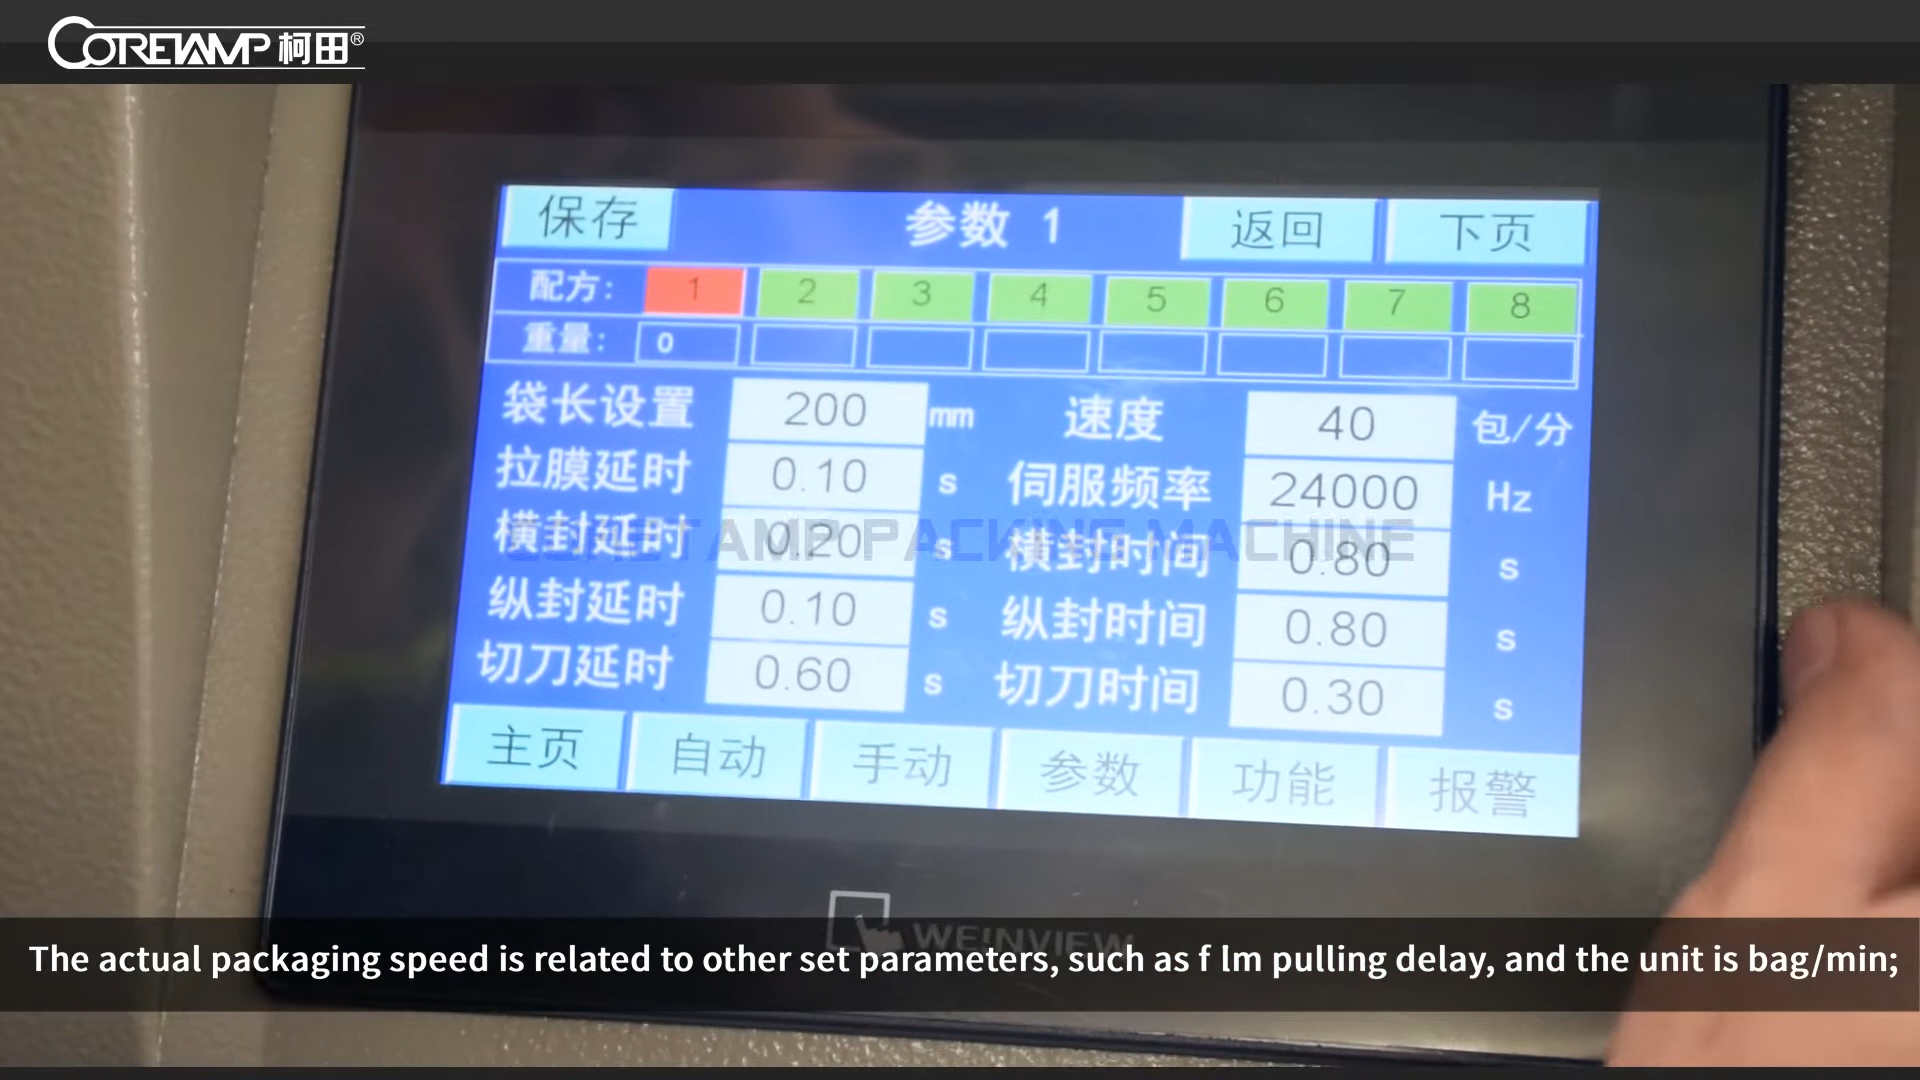 CORETAMP 柯田®
保存 参数 1 返回 下页
配方: 1 2 3 4 5 6 7 8
重量: 0
袋长设置 200 mm 速度 40 包/分
拉膜延时 0.10 s 伺服频率 24000 Hz
横封延时 0.20 s 横封时间 0.80 s
CORETAMP PACKING MACHINE
纵封延时 0.10 s 纵封时间 0.80 s
切刀延时 0.60 s 切刀时间 0.30 s
主页 自动 手动 参数 功能 报警
WEINVIEW
The actual packaging speed is related to other set parameters, such as f lm pulling delay, and the unit is bag/min;